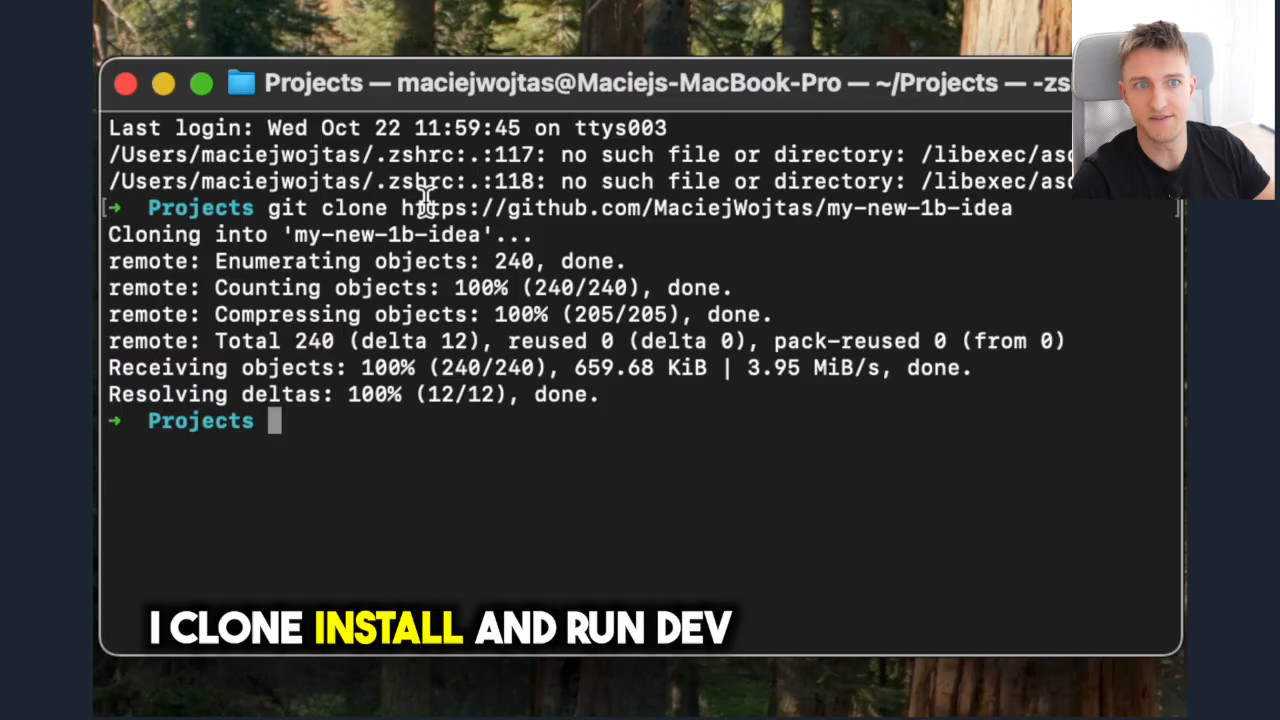 Projects — maciejwojtas@Maciejs-MacBook-Pro — ~/Projects — -zs
Last login: Wed Oct 22 11:59:45 on ttys003
/Users/maciejwojtas/.zshrc:.:117: no such file or directory: /libexec/as
/Users/maciejwojtas/.zshrc:.:118: no such file or directory: /libexec/as
[➜ Projects git clone https://github.com/MaciejWojtas/my-new-1b-idea ]
Cloning into 'my-new-1b-idea'...
remote: Enumerating objects: 240, done.
remote: Counting objects: 100% (240/240), done.
remote: Compressing objects: 100% (205/205), done.
remote: Total 240 (delta 12), reused 0 (delta 0), pack-reused 0 (from 0)
Receiving objects: 100% (240/240), 659.68 KiB | 3.95 MiB/s, done.
Resolving deltas: 100% (12/12), done.
➜ Projects
I CLONE INSTALL AND RUN DEV